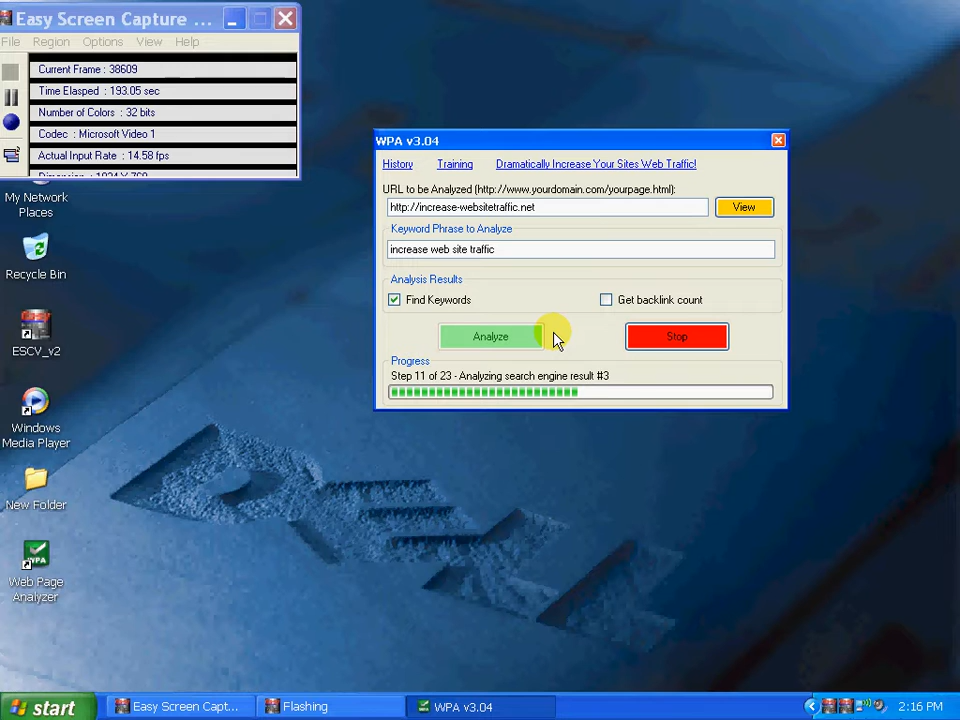 Easy Screen Capture ...
File Region Options View Help
Current Frame : 38609
Time Elasped : 193.05 sec
Number of Colors : 32 bits
Codec : Microsoft Video 1
Actual Input Rate : 14.58 fps
My Network
Places
Recycle Bin
ESCV_v2
Windows
Media Player
New Folder
WPA
Web Page
Analyzer
WPA v3.04
History Training Dramatically Increase Your Sites Web Traffic!
URL to be Analyzed (http://www.yourdomain.com/yourpage.html):
http://increase-websitetraffic.net View
Keyword Phrase to Analyze
increase web site traffic
Analysis Results
Find Keywords Get backlink count
Analyze Stop
Progress
Step 11 of 23 - Analyzing search engine result #3
DELL
start Easy Screen Capt... Flashing WPA v3.04 2:16 PM